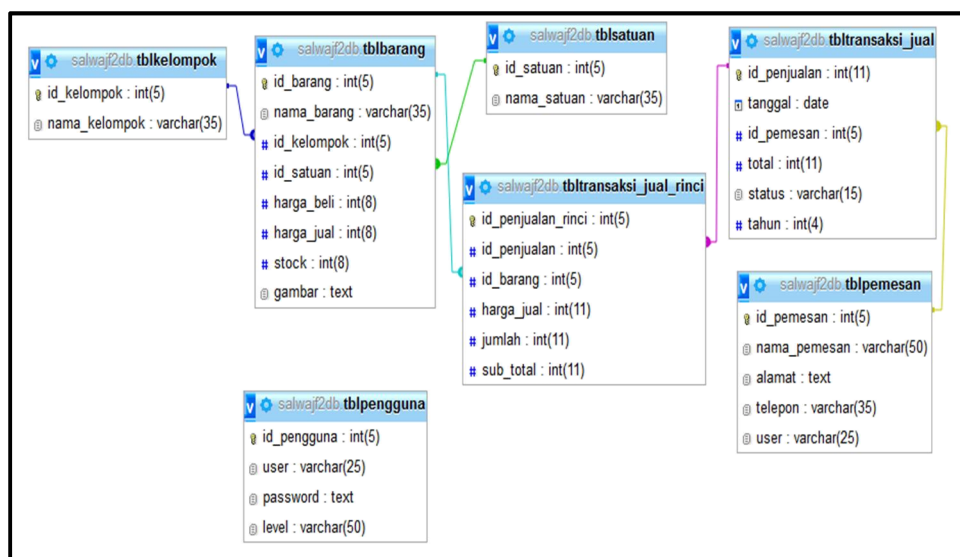 salwajf2db.tblkelompok
id_kelompok : int(5)
nama_kelompok : varchar(35)
salwajf2db.tblbarang
id_barang : int(5)
nama_barang : varchar(35)
id_kelompok : int(5)
id_satuan : int(5)
harga_beli : int(8)
harga_jual : int(8)
stock : int(8)
gambar : text
salwajf2db.tblsatuan
id_satuan : int(5)
nama_satuan : varchar(35)
salwajf2db.tbltransaksi_jual
id_penjualan : int(11)
tanggal : date
id_pemesan : int(5)
total : int(11)
status : varchar(15)
tahun : int(4)
salwajf2db.tbltransaksi_jual_rinci
id_penjualan_rinci : int(5)
id_penjualan : int(5)
id_barang : int(5)
harga_jual : int(11)
jumlah : int(11)
sub_total : int(11)
salwajf2db.tblpemesan
id_pemesan : int(5)
nama_pemesan : varchar(50)
alamat : text
telepon : varchar(35)
user : varchar(25)
salwajf2db.tblpengguna
id_pengguna : int(5)
user : varchar(25)
password : text
level : varchar(50)